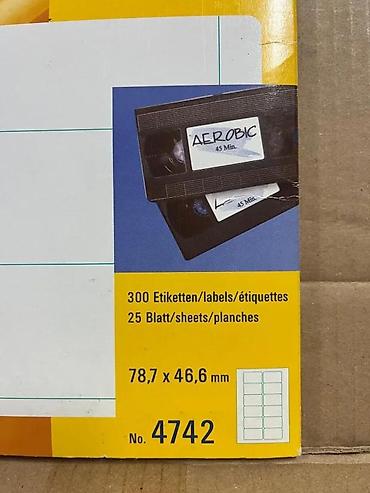 AEROBIC
45 Min.
45 Min.
300 Etiketten/labels/étiquettes
25 Blatt/sheets/planches
78,7 x 46,6 mm
No. 4742